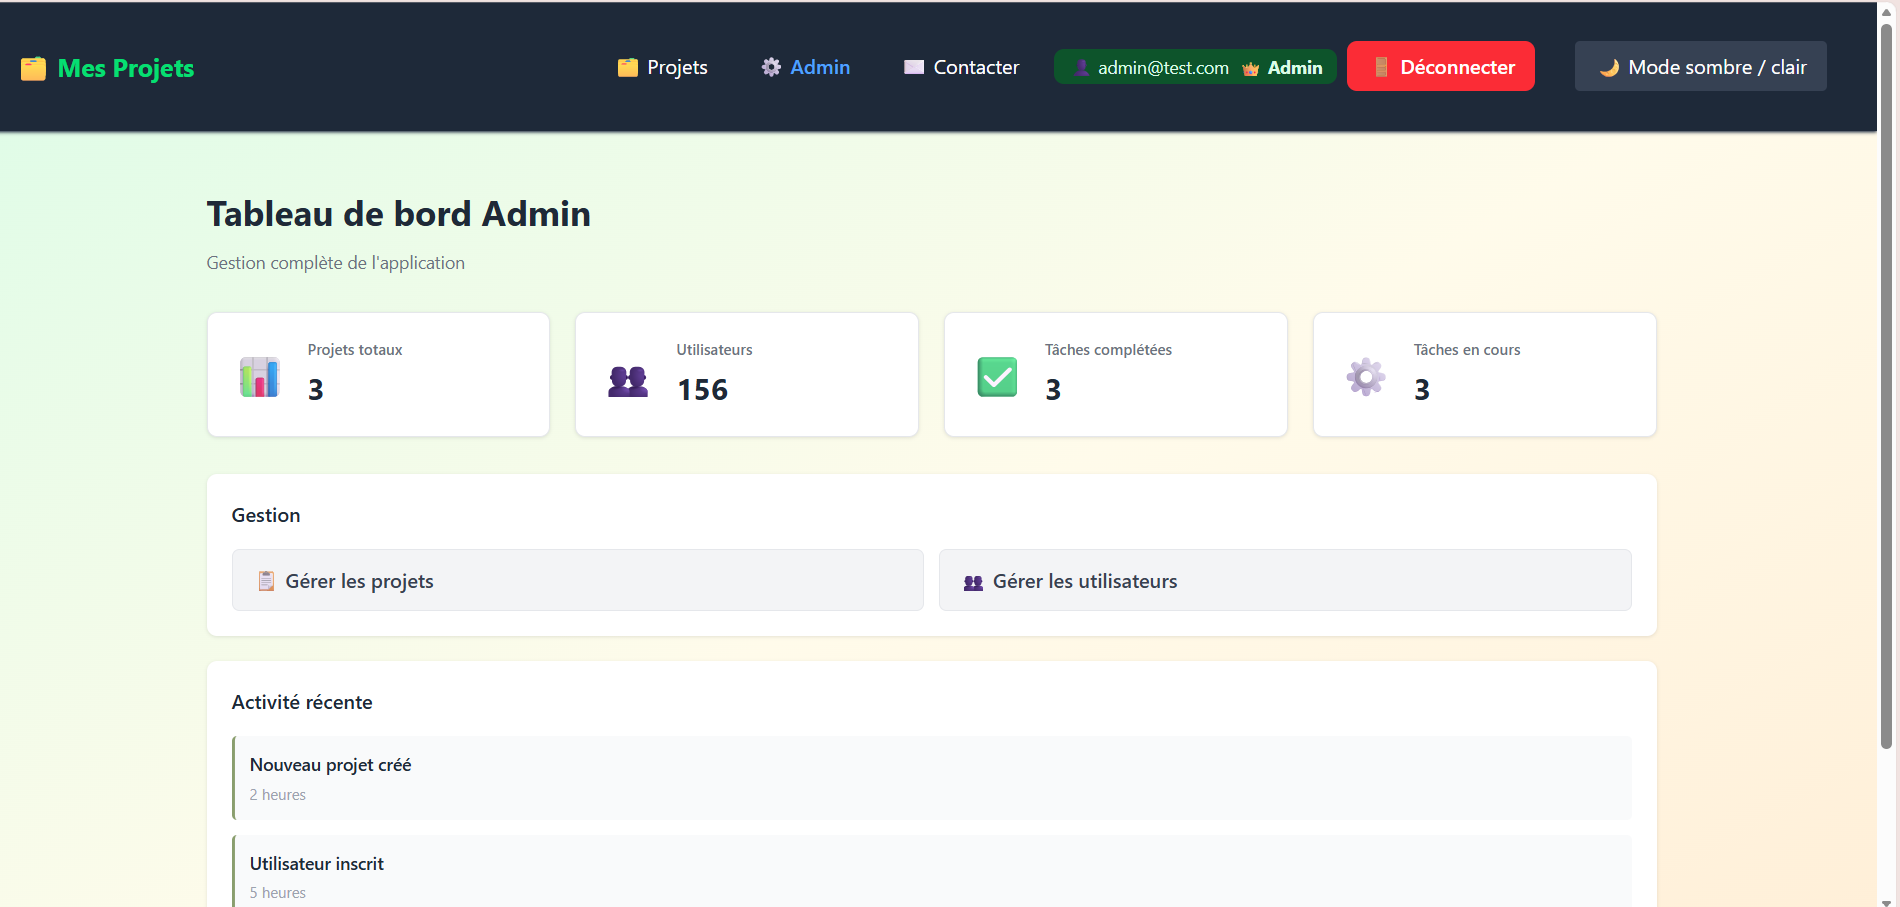 Mes Projets
Projets
Admin
Contacter
admin@test.com Admin
Déconnecter
Mode sombre / clair
Tableau de bord Admin
Gestion complète de l'application
Projets totaux
3
Utilisateurs
156
Tâches complétées
3
Tâches en cours
3
Gestion
Gérer les projets
Gérer les utilisateurs
Activité récente
Nouveau projet créé
2 heures
Utilisateur inscrit
5 heures